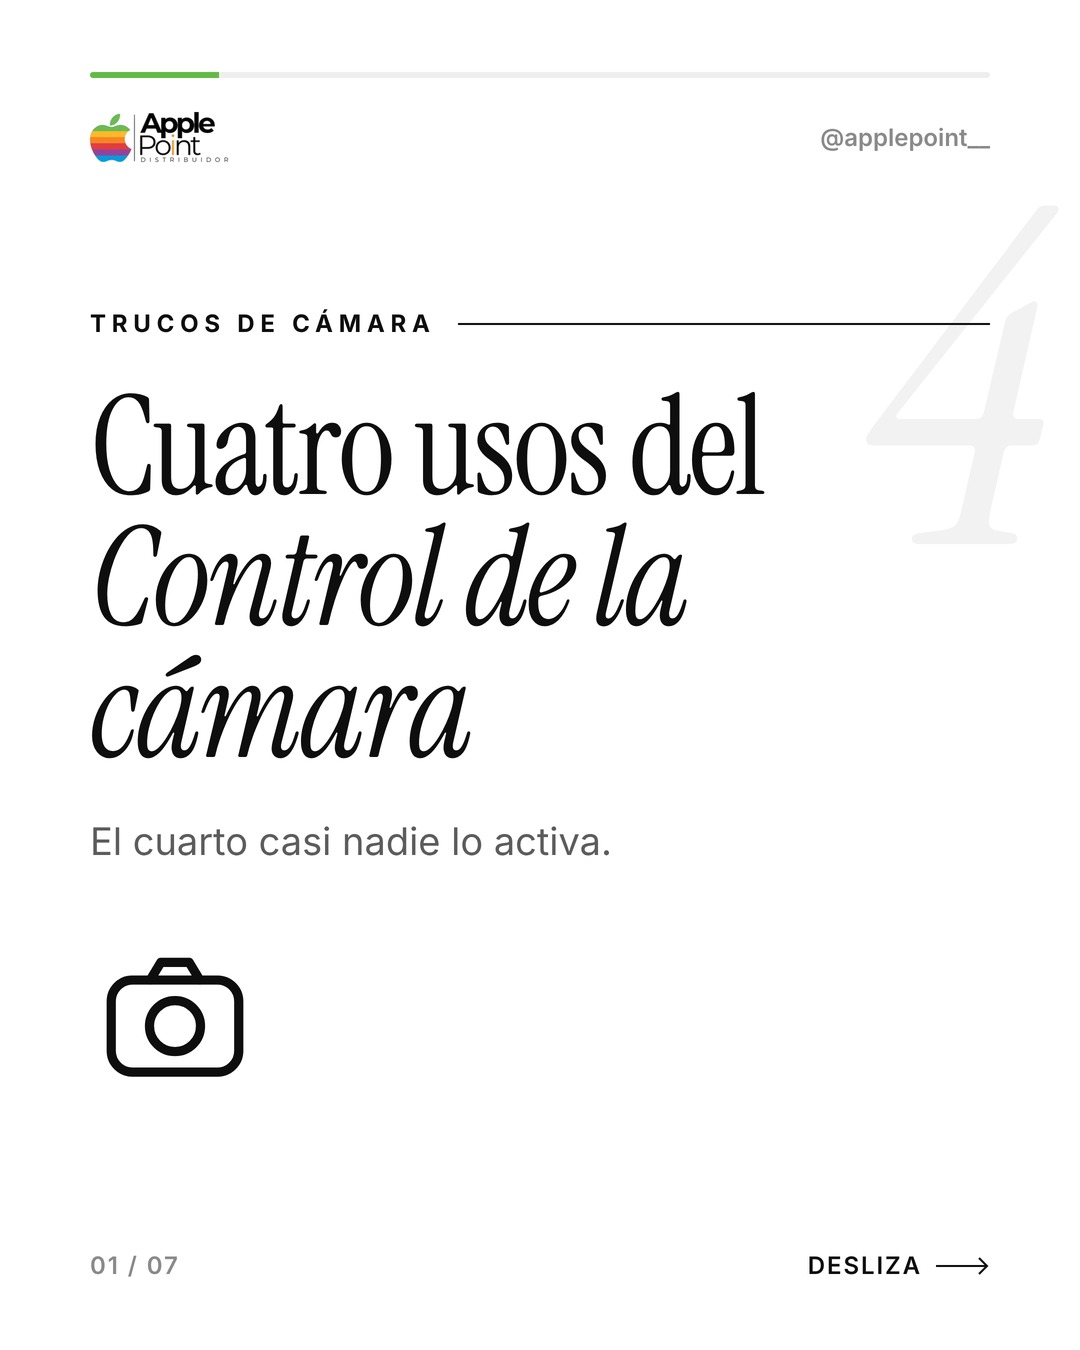 Apple
Point
DISTRIBUIDOR
@applepoint__
4
TRUCOS DE CÁMARA
Cuatro usos del
Control de la
cámara
El cuarto casi nadie lo activa.
01 / 07
DESLIZA